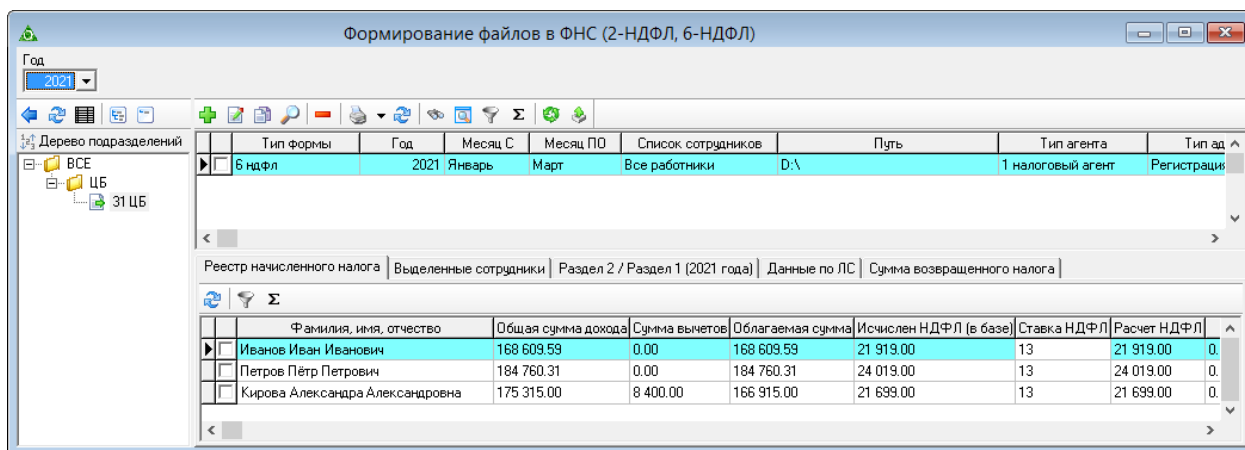 Формирование файлов в ФНС (2-НДФЛ, 6-НДФЛ)
Год
2021
Дерево подразделений
ВСЕ
ЦБ
31 ЦБ
Тип формы Год Месяц С Месяц ПО Список сотрудников Путь Тип агента Тип ад
6 ндфл 2021 Январь Март Все работники D:\ 1 налоговый агент Регистрация
Реестр начисленного налога Выделенные сотрудники Раздел 2 / Раздел 1 (2021 года) Данные по ЛС Сумма возвращенного налога
Фамилия, имя, отчество Общая сумма дохода Сумма вычетов Облагаемая сумма Исчислен НДФЛ (в базе) Ставка НДФЛ Расчет НДФЛ
Иванов Иван Иванович 168 609.59 0.00 168 609.59 21 919.00 13 21 919.00 0.
Петров Пётр Петрович 184 760.31 0.00 184 760.31 24 019.00 13 24 019.00 0.
Кирова Александра Александровна 175 315.00 8 400.00 166 915.00 21 699.00 13 21 699.00 0.